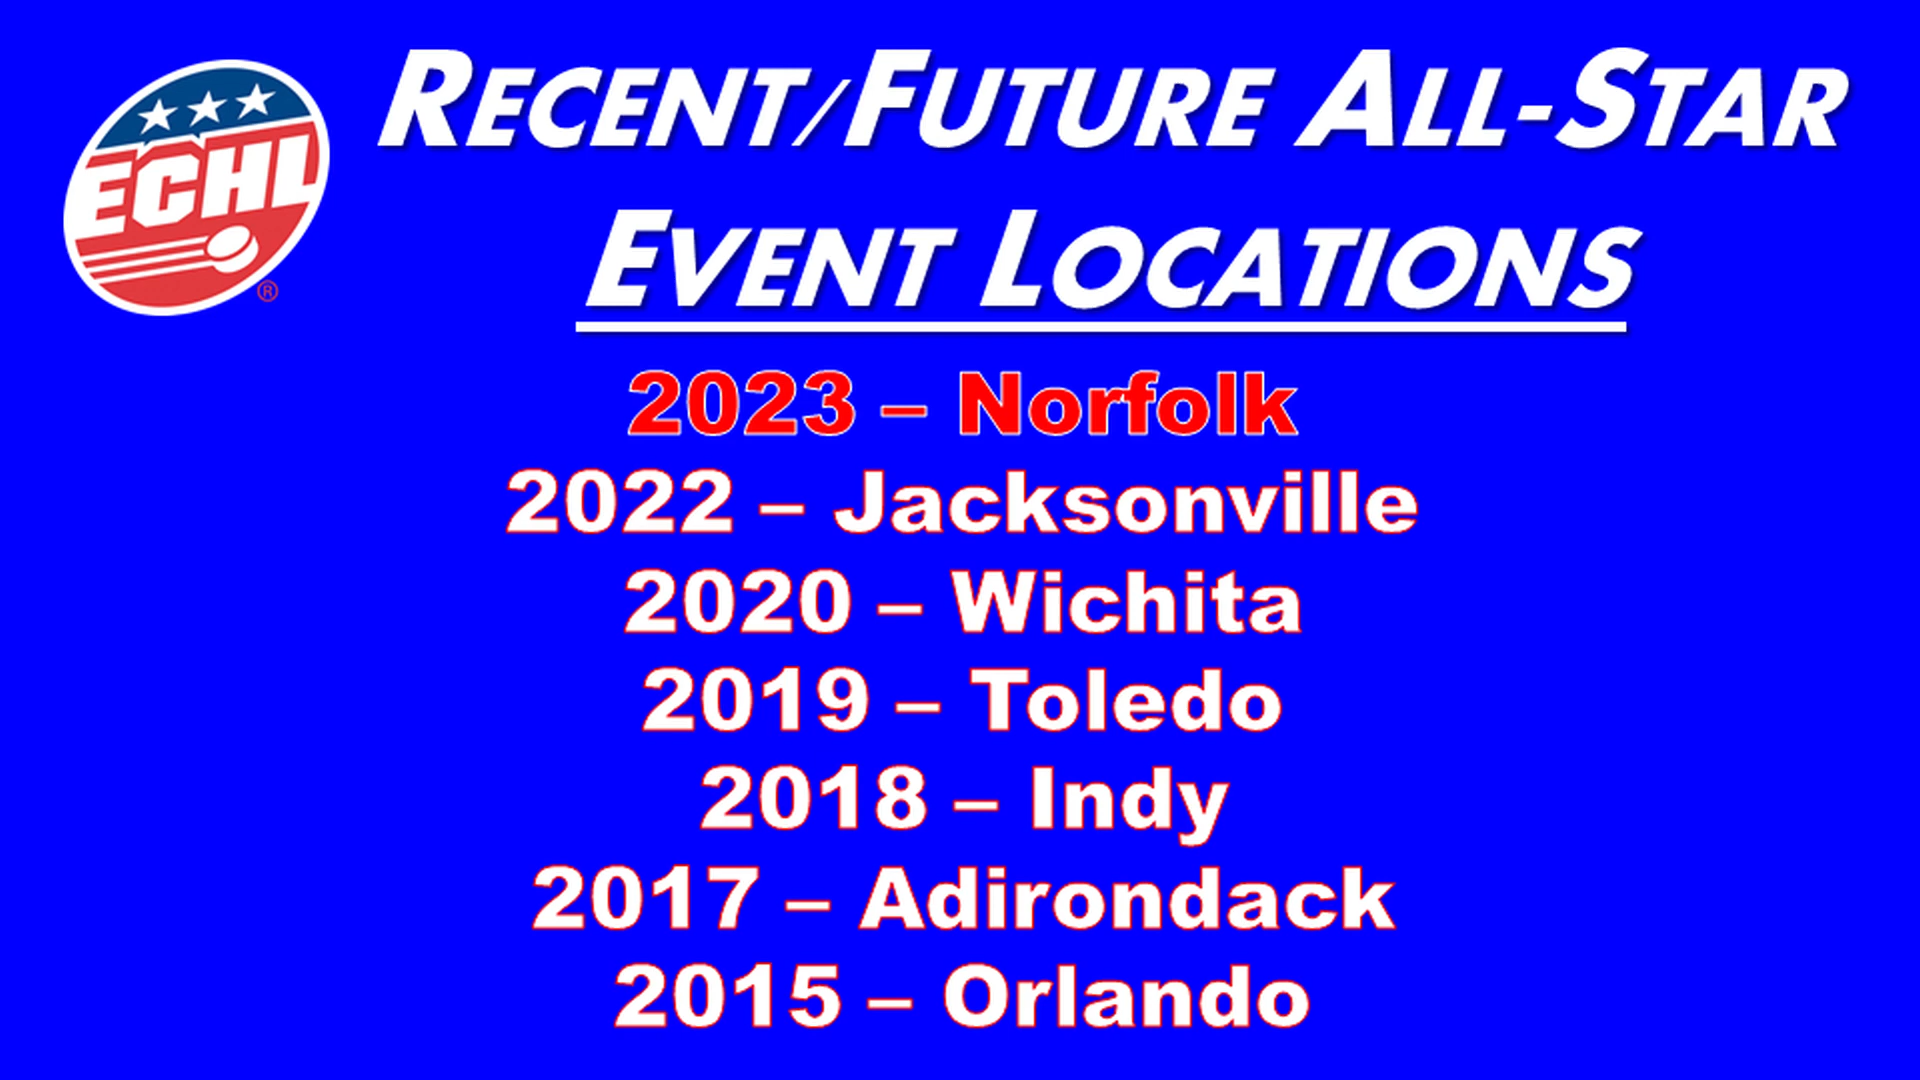 ECHL
®
Recent/Future All-Star
Event Locations
2023 – Norfolk
2022 – Jacksonville
2020 – Wichita
2019 – Toledo
2018 – Indy
2017 – Adirondack
2015 – Orlando